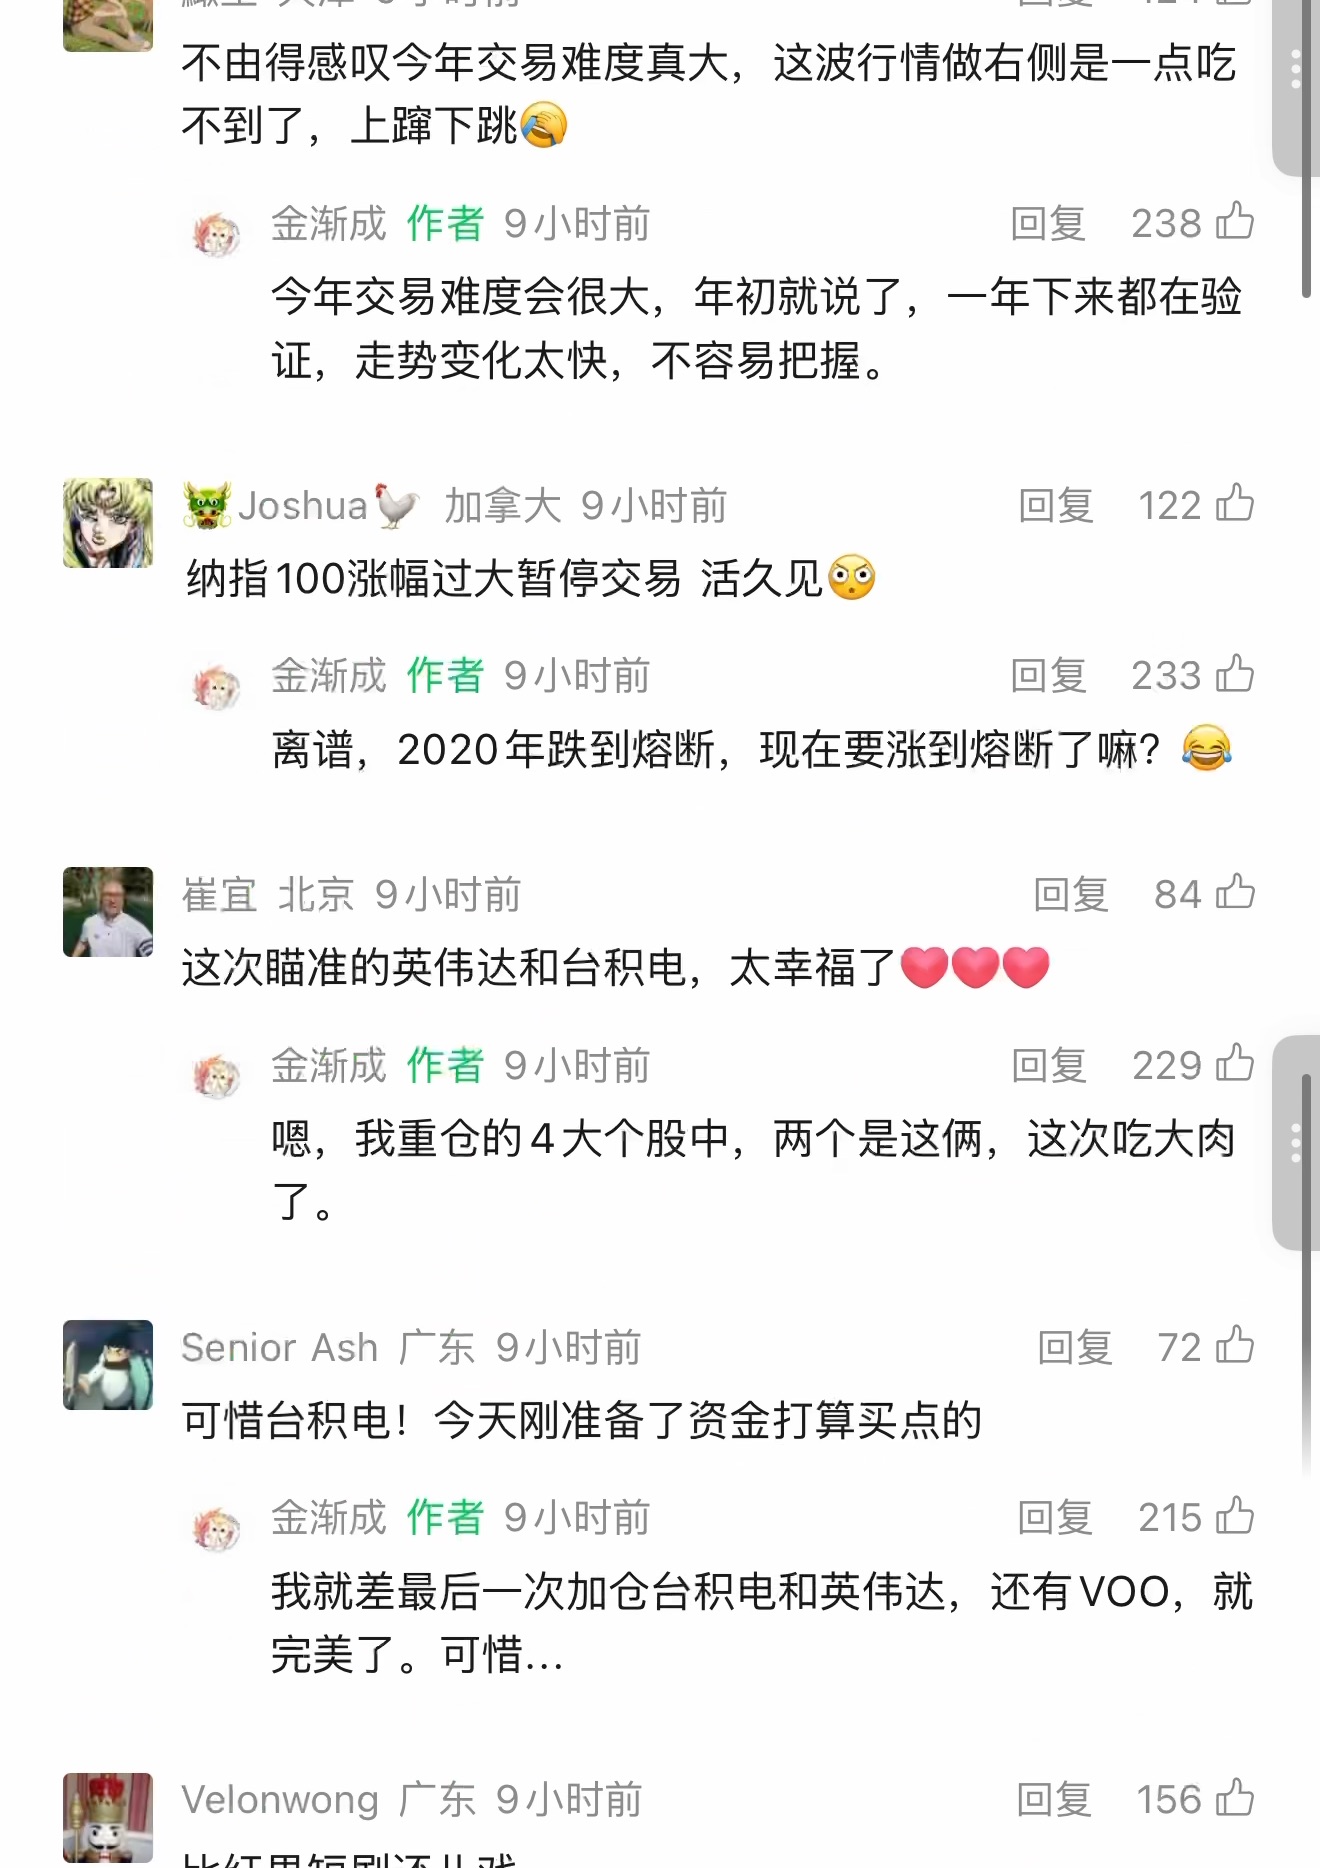 不由得感叹今年交易难度真大，这波行情做右侧是一点吃
不到了，上蹿下跳🤦
金渐成 作者 9小时前 回复 238
今年交易难度会很大，年初就说了，一年下来都在验
证，走势变化太快，不容易把握。
🐲Joshua🐓 加拿大 9小时前 回复 122
纳指100涨幅过大暂停交易 活久见😳
金渐成 作者 9小时前 回复 233
离谱，2020年跌到熔断，现在要涨到熔断了嘛？😂
崔宜 北京 9小时前 回复 84
这次瞄准的英伟达和台积电，太幸福了❤❤❤
金渐成 作者 9小时前 回复 229
嗯，我重仓的4大个股中，两个是这俩，这次吃大肉
了。
Senior Ash 广东 9小时前 回复 72
可惜台积电！今天刚准备了资金打算买点的
金渐成 作者 9小时前 回复 215
我就差最后一次加仓台积电和英伟达，还有VOO，就
完美了。可惜...
Velonwong 广东 9小时前 回复 156